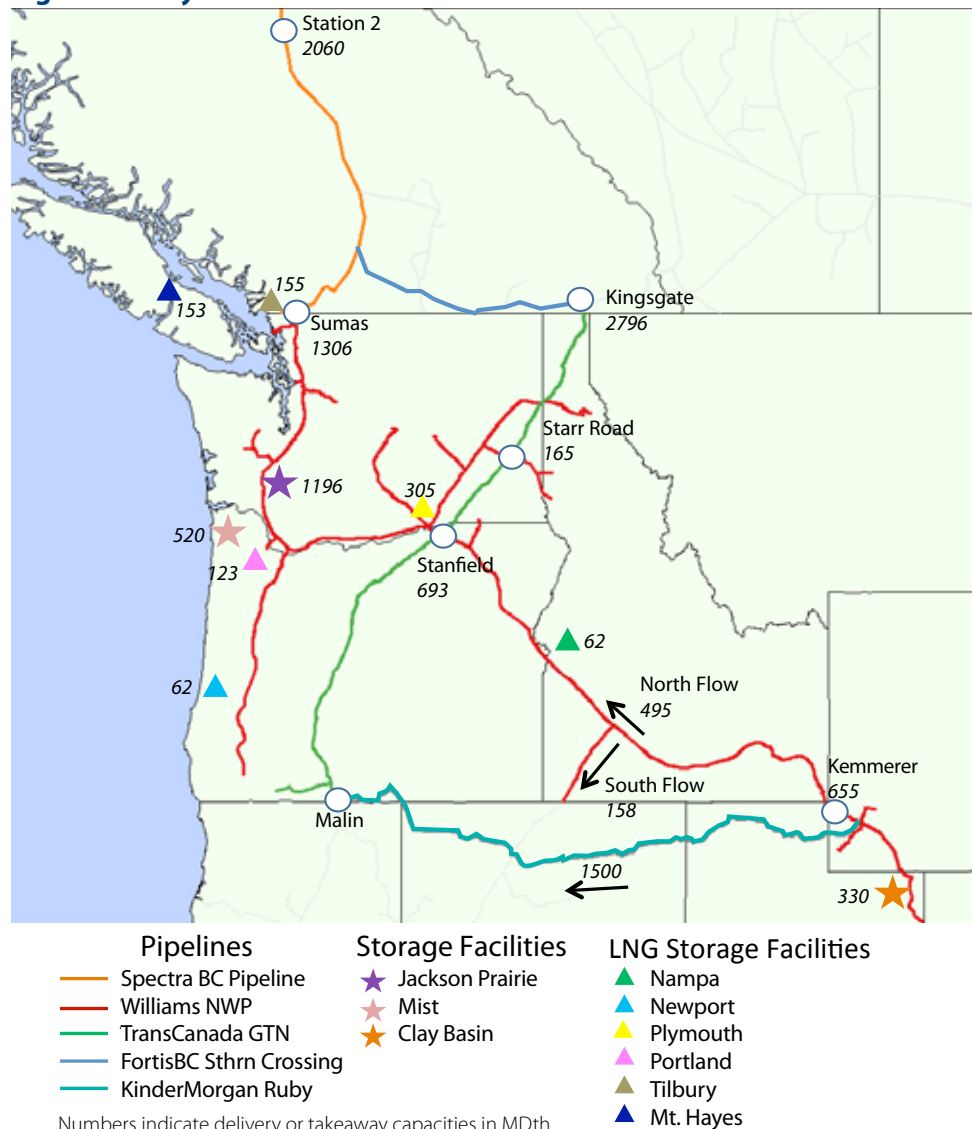 Station 2
2060
155
153
Sumas
1306
Kingsgate
2796
Starr Road
165
305
1196
520
123
Stanfield
693
62
62
North Flow
495
South Flow
158
Kemmerer
655
Malin
1500
330
Pipelines
Spectra BC Pipeline
Williams NWP
TransCanada GTN
FortisBC Sthrn Crossing
KinderMorgan Ruby
Storage Facilities
Jackson Prairie
Mist
Clay Basin
LNG Storage Facilities
Nampa
Newport
Plymouth
Portland
Tilbury
Mt. Hayes
Numbers indicate delivery or takeaway capacities in MDth